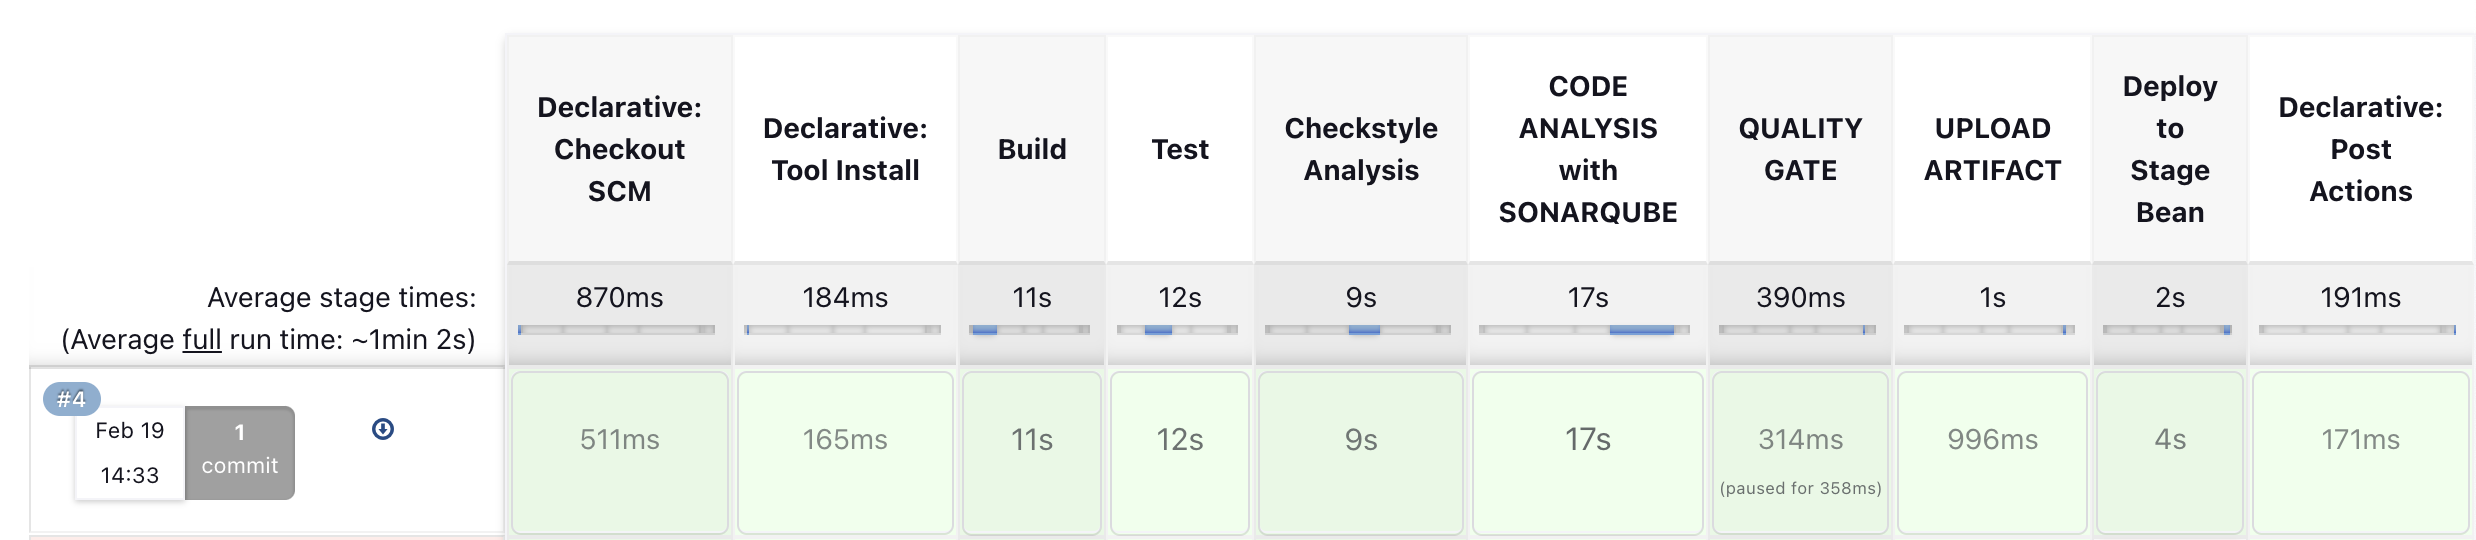 Declarative:
Checkout
SCM
Declarative:
Tool Install
Build
Test
Checkstyle
Analysis
CODE
ANALYSIS
with
SONARQUBE
QUALITY
GATE
UPLOAD
ARTIFACT
Deploy
to
Stage
Bean
Declarative:
Post
Actions
Average stage times:
(Average full run time: ~1min 2s)
870ms
184ms
11s
12s
9s
17s
390ms
1s
2s
191ms
#4
Feb 19
14:33
1
commit
511ms
165ms
11s
12s
9s
17s
314ms
(paused for 358ms)
996ms
4s
171ms